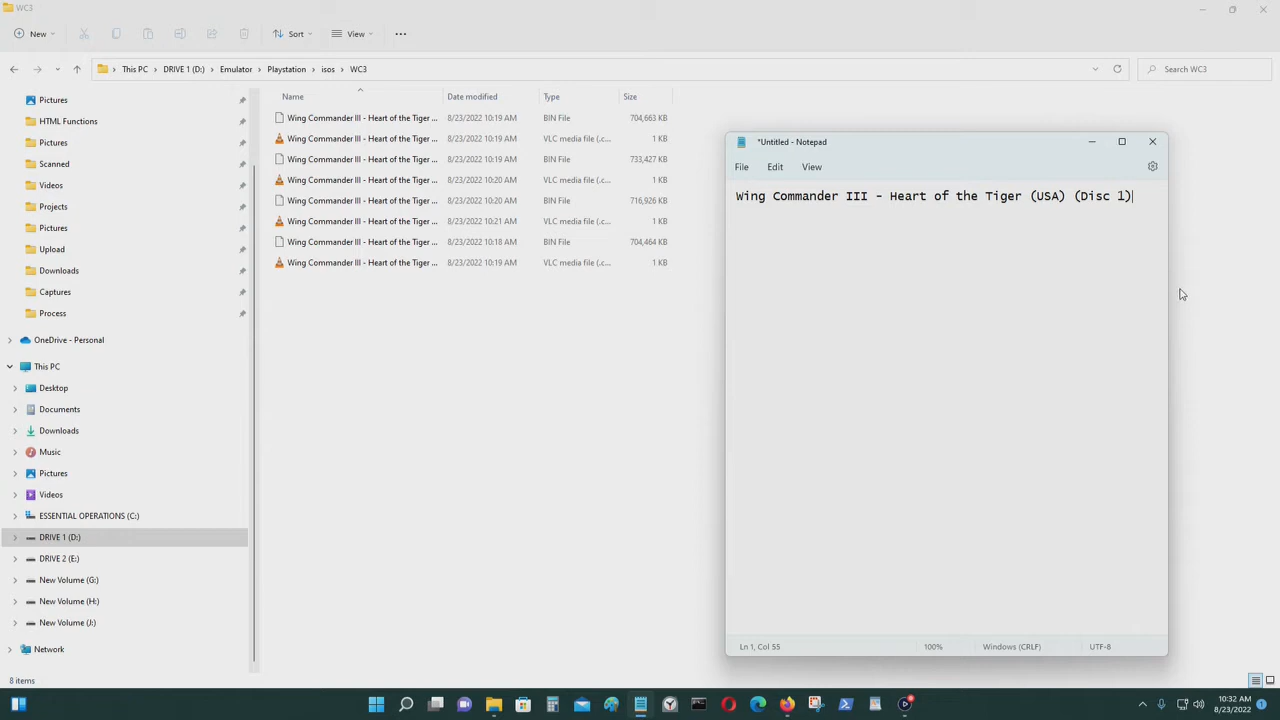 WC3
New
Sort
View
This PC
DRIVE 1 (D:)
Emulator
Playstation
isos
WC3
Search WC3
Name
Date modified
Type
Size
Wing Commander III - Heart of the Tiger ... 8/23/2022 10:19 AM BIN File 704,663 KB
Wing Commander III - Heart of the Tiger ... 8/23/2022 10:19 AM VLC media file (.c... 1 KB
Wing Commander III - Heart of the Tiger ... 8/23/2022 10:19 AM BIN File 733,427 KB
Wing Commander III - Heart of the Tiger ... 8/23/2022 10:20 AM VLC media file (.c... 1 KB
Wing Commander III - Heart of the Tiger ... 8/23/2022 10:20 AM BIN File 716,926 KB
Wing Commander III - Heart of the Tiger ... 8/23/2022 10:21 AM VLC media file (.c... 1 KB
Wing Commander III - Heart of the Tiger ... 8/23/2022 10:18 AM BIN File 704,464 KB
Wing Commander III - Heart of the Tiger ... 8/23/2022 10:19 AM VLC media file (.c... 1 KB
Pictures
HTML Functions
Pictures
Scanned
Videos
Projects
Pictures
Upload
Downloads
Captures
Process
OneDrive - Personal
This PC
Desktop
Documents
Downloads
Music
Pictures
Videos
ESSENTIAL OPERATIONS (C:)
DRIVE 1 (D:)
DRIVE 2 (E:)
New Volume (G:)
New Volume (H:)
New Volume (J:)
Network
8 items
*Untitled - Notepad
File Edit View
Wing Commander III - Heart of the Tiger (USA) (Disc 1)
Ln 1, Col 55
100%
Windows (CRLF)
UTF-8
10:32 AM
8/23/2022